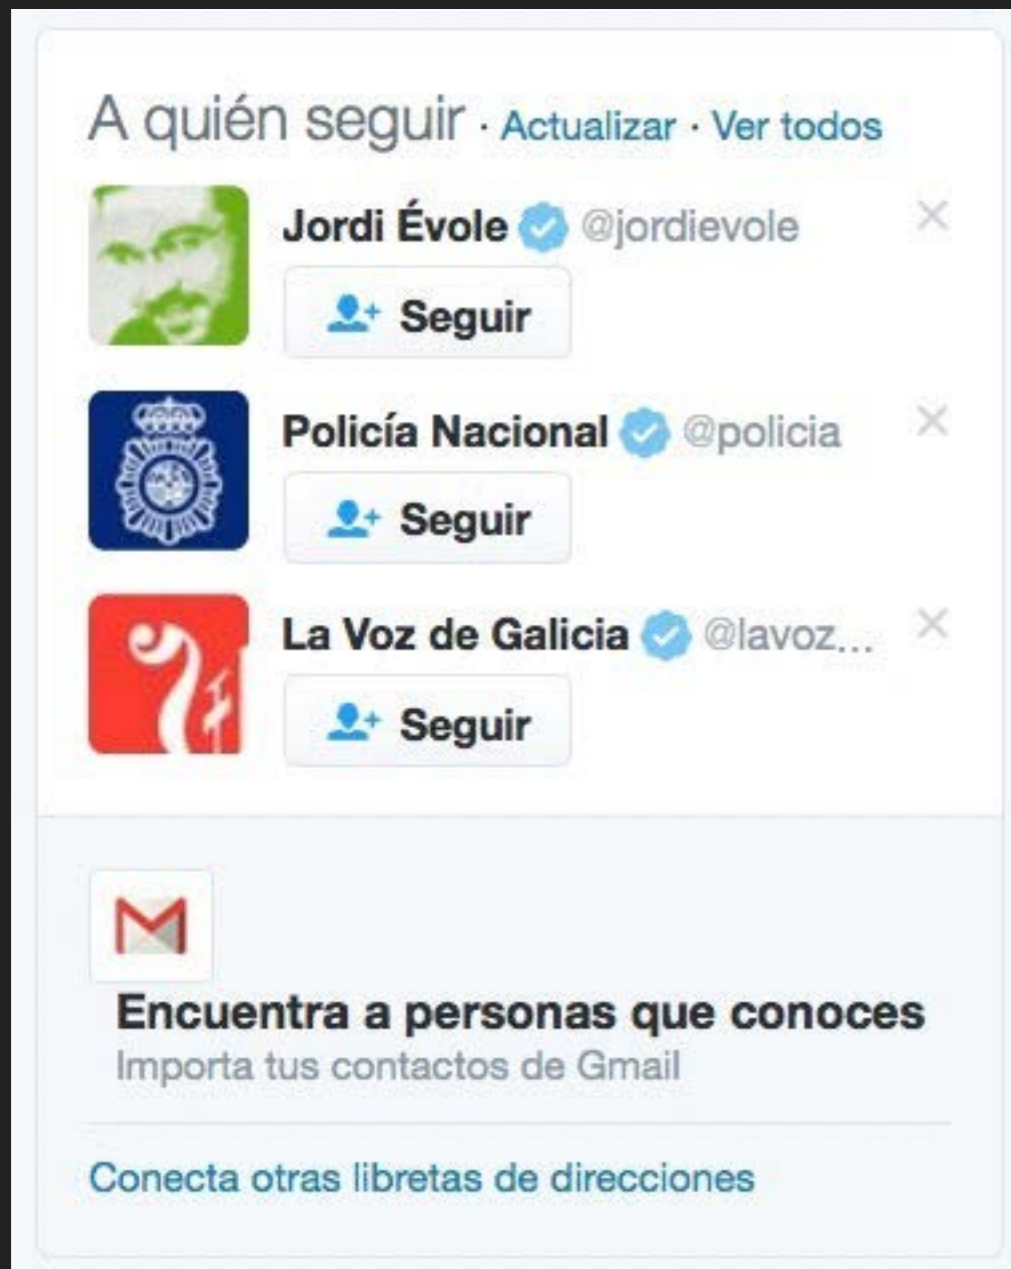 A quién seguir · Actualizar · Ver todos
Jordi Évole @jordievole
Seguir
Policía Nacional @policia
Seguir
La Voz de Galicia @lavoz...
Seguir
Encuentra a personas que conoces
Importa tus contactos de Gmail
Conecta otras libretas de direcciones